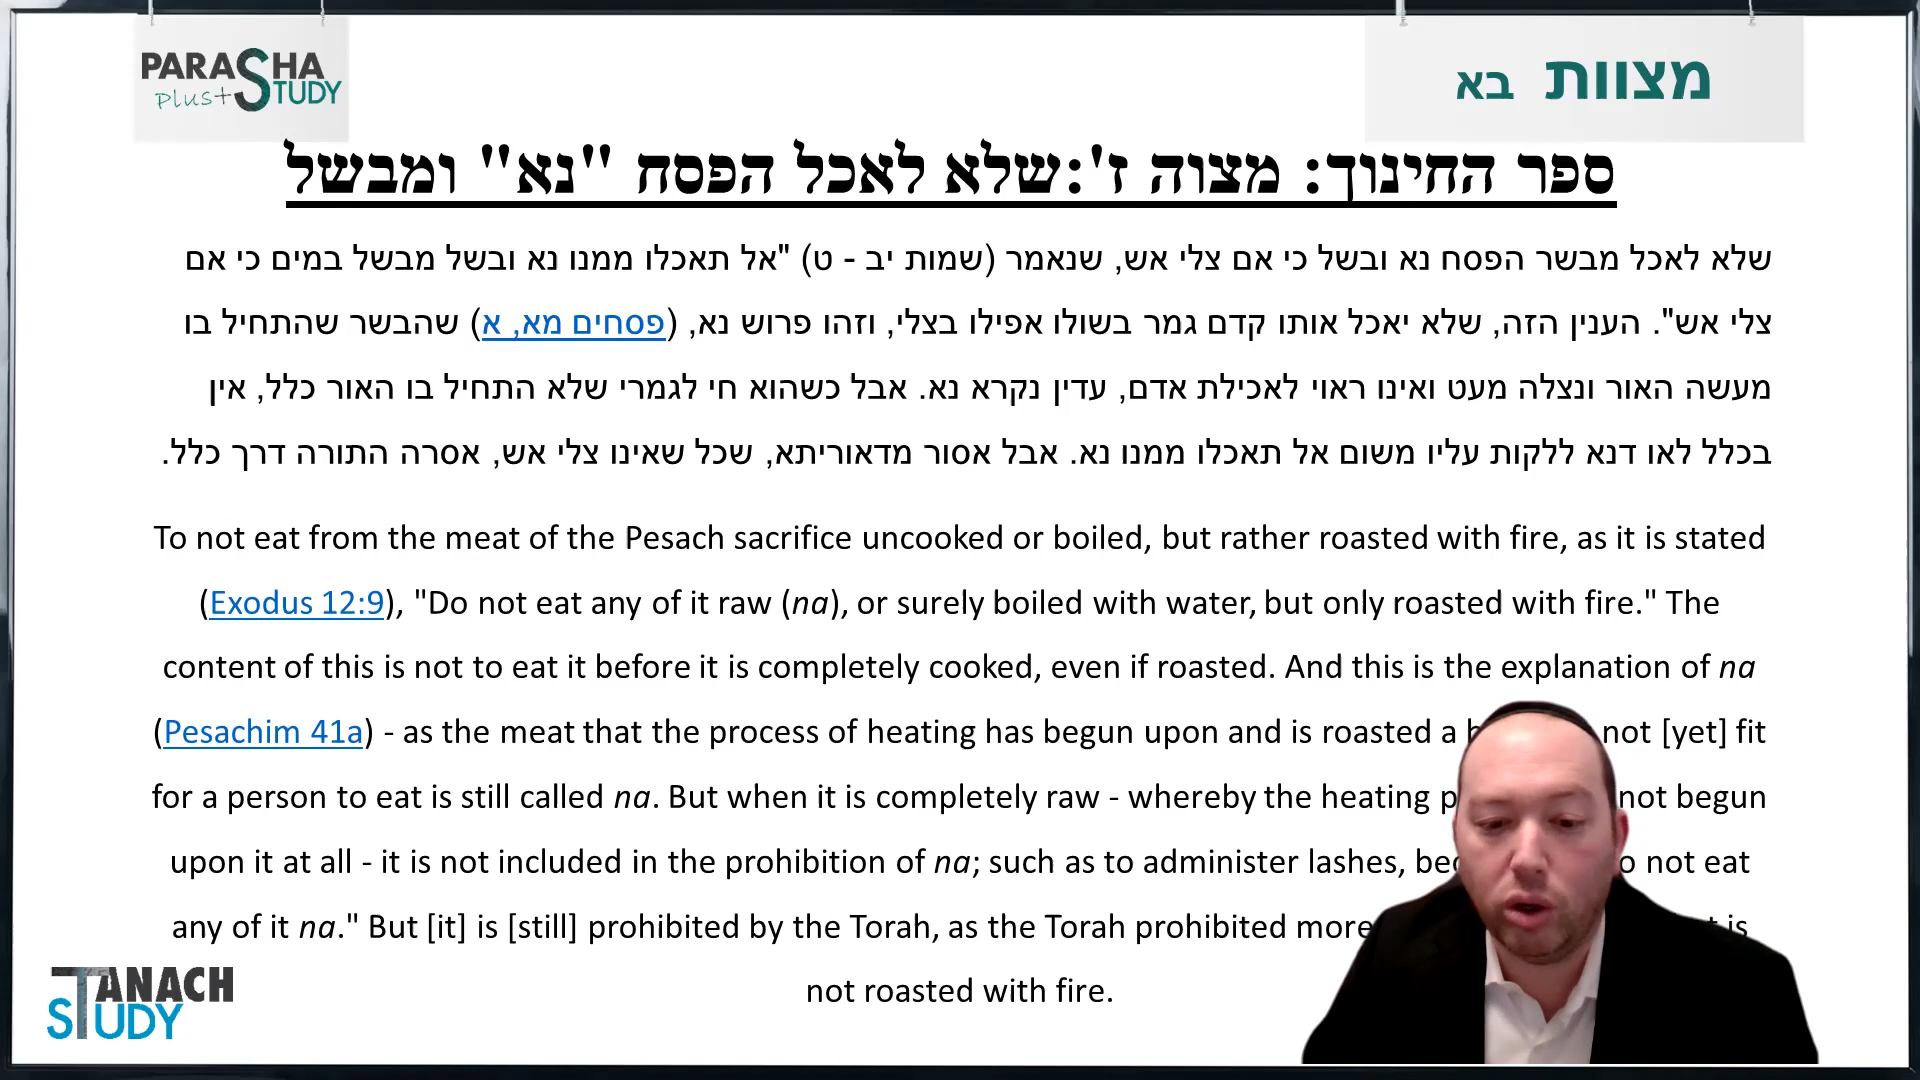 PARASHA
plus+ STUDY
מצוות בא
ספר החינוך: מצוה ז':שלא לאכל הפסח "נא" ומבשל
שלא לאכל מבשר הפסח נא ובשל כי אם צלי אש, שנאמר (שמות יב - ט) "אל תאכלו ממנו נא ובשל מבשל במים כי אם
צלי אש". הענין הזה, שלא יאכל אותו קדם גמר בשולו אפילו בצלי, וזהו פרוש נא, (פסחים מא, א) שהבשר שהתחיל בו
מעשה האור ונצלה מעט ואינו ראוי לאכילת אדם, עדין נקרא נא. אבל כשהוא חי לגמרי שלא התחיל בו האור כלל, אין
בכלל לאו דנא ללקות עליו משום אל תאכלו ממנו נא. אבל אסור מדאוריתא, שכל שאינו צלי אש, אסרה התורה דרך כלל.
To not eat from the meat of the Pesach sacrifice uncooked or boiled, but rather roasted with fire, as it is stated
(Exodus 12:9), "Do not eat any of it raw (na), or surely boiled with water, but only roasted with fire." The
content of this is not to eat it before it is completely cooked, even if roasted. And this is the explanation of na
(Pesachim 41a) - as the meat that the process of heating has begun upon and is roasted a not [yet] fit
for a person to eat is still called na. But when it is completely raw - whereby the heating not begun
upon it at all - it is not included in the prohibition of na; such as to administer lashes, not eat
any of it na." But [it] is [still] prohibited by the Torah, as the Torah prohibited more is
not roasted with fire.
TANACH
STUDY